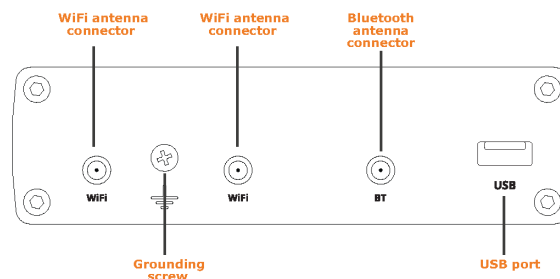 WiFi antenna
connector
WiFi antenna
connector
Bluetooth
antenna
connector
WiFi
WiFi
BT
USB
Grounding
screw
USB port